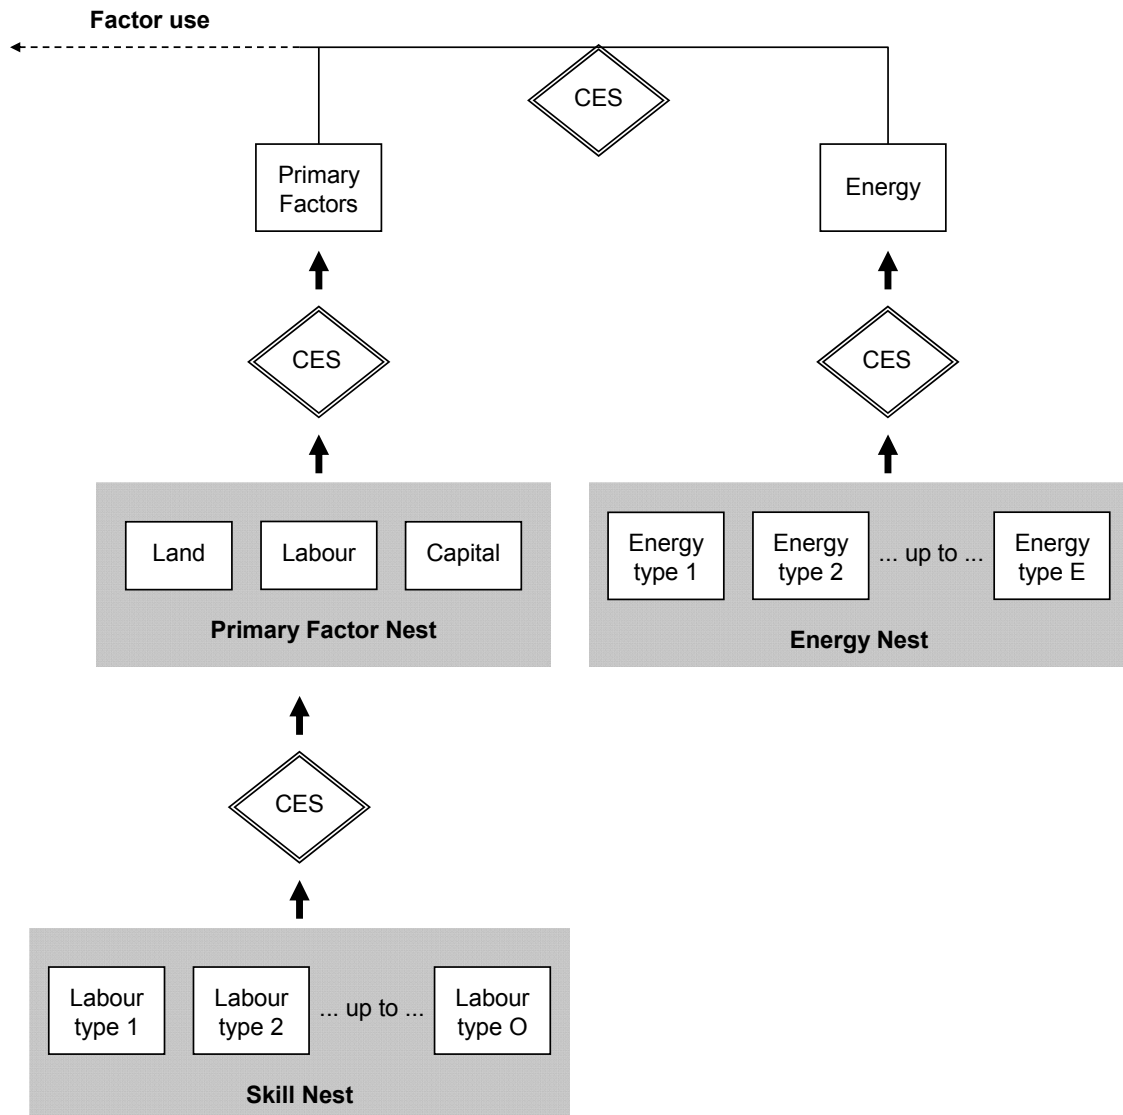 Factor use
CES
Primary
Factors
Energy
CES
CES
Land
Labour
Capital
Primary Factor Nest
Energy
type 1
Energy
type 2
... up to ...
Energy
type E
Energy Nest
CES
Labour
type 1
Labour
type 2
... up to ...
Labour
type O
Skill Nest